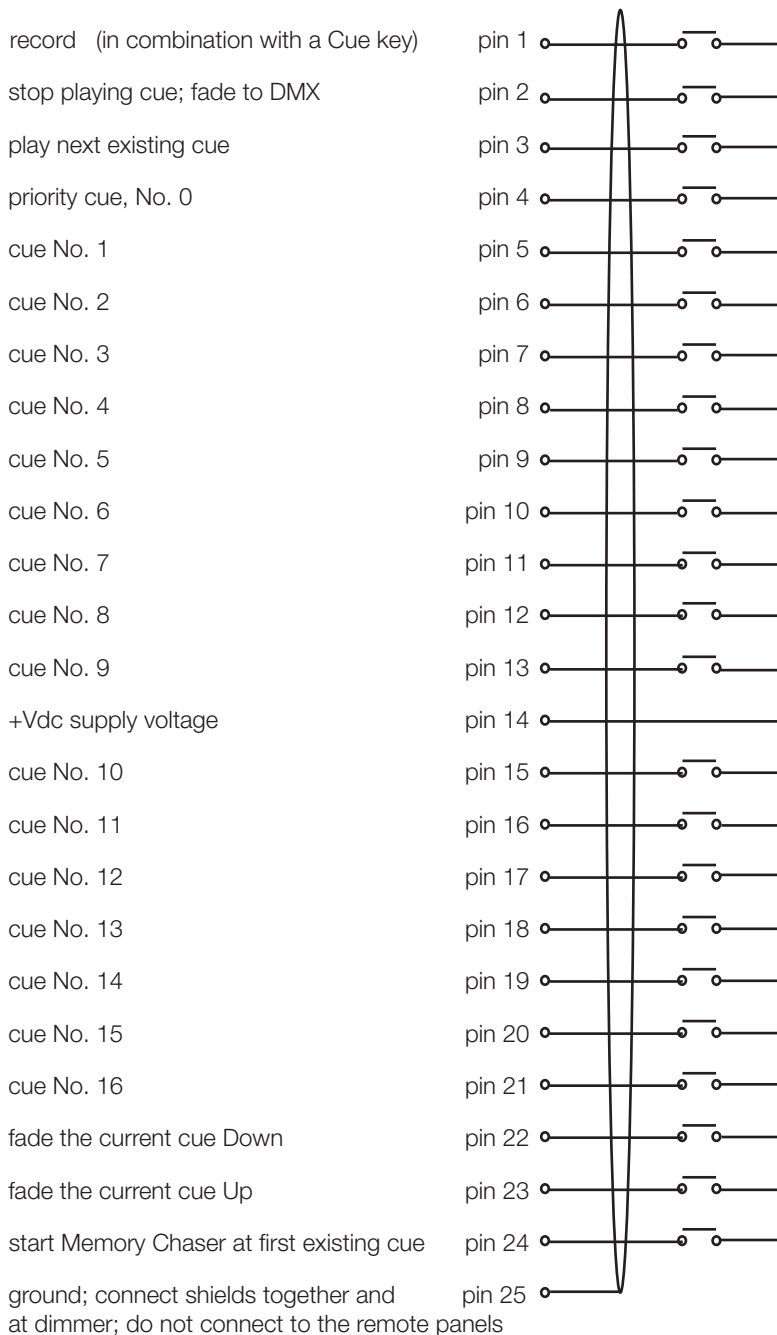 record (in combination with a Cue key) pin 1
stop playing cue; fade to DMX pin 2
play next existing cue pin 3
priority cue, No. 0 pin 4
cue No. 1 pin 5
cue No. 2 pin 6
cue No. 3 pin 7
cue No. 4 pin 8
cue No. 5 pin 9
cue No. 6 pin 10
cue No. 7 pin 11
cue No. 8 pin 12
cue No. 9 pin 13
+Vdc supply voltage pin 14
cue No. 10 pin 15
cue No. 11 pin 16
cue No. 12 pin 17
cue No. 13 pin 18
cue No. 14 pin 19
cue No. 15 pin 20
cue No. 16 pin 21
fade the current cue Down pin 22
fade the current cue Up pin 23
start Memory Chaser at first existing cue pin 24
ground; connect shields together and pin 25
at dimmer; do not connect to the remote panels